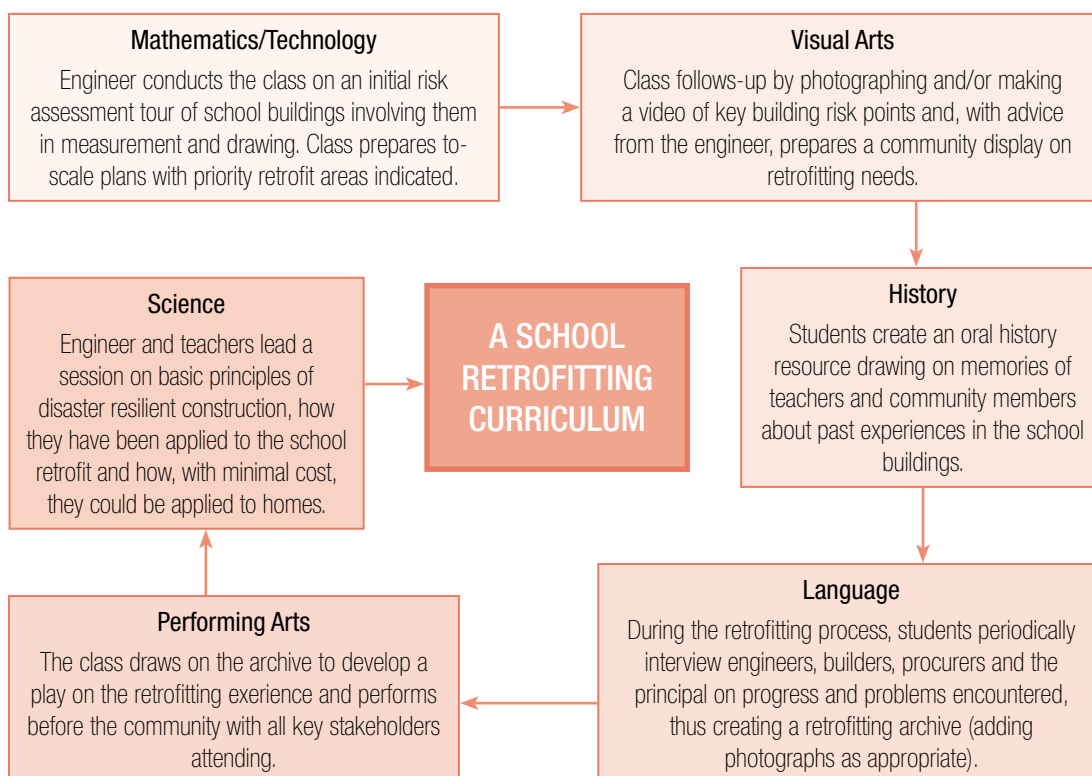 Mathematics/Technology
Engineer conducts the class on an initial risk
assessment tour of school buildings involving them
in measurement and drawing. Class prepares to-
scale plans with priority retrofit areas indicated.
Visual Arts
Class follows-up by photographing and/or making
a video of key building risk points and, with advice
from the engineer, prepares a community display on
retrofitting needs.
History
Students create an oral history
resource drawing on memories of
teachers and community members
about past experiences in the school
buildings.
Language
During the retrofitting process, students periodically
interview engineers, builders, procurers and the
principal on progress and problems encountered,
thus creating a retrofitting archive (adding
photographs as appropriate).
Performing Arts
The class draws on the archive to develop a
play on the retrofitting exerience and performs
before the community with all key stakeholders
attending.
Science
Engineer and teachers lead a
session on basic principles of
disaster resilient construction, how
they have been applied to the school
retrofit and how, with minimal cost,
they could be applied to homes.
A SCHOOL
RETROFITTING
CURRICULUM